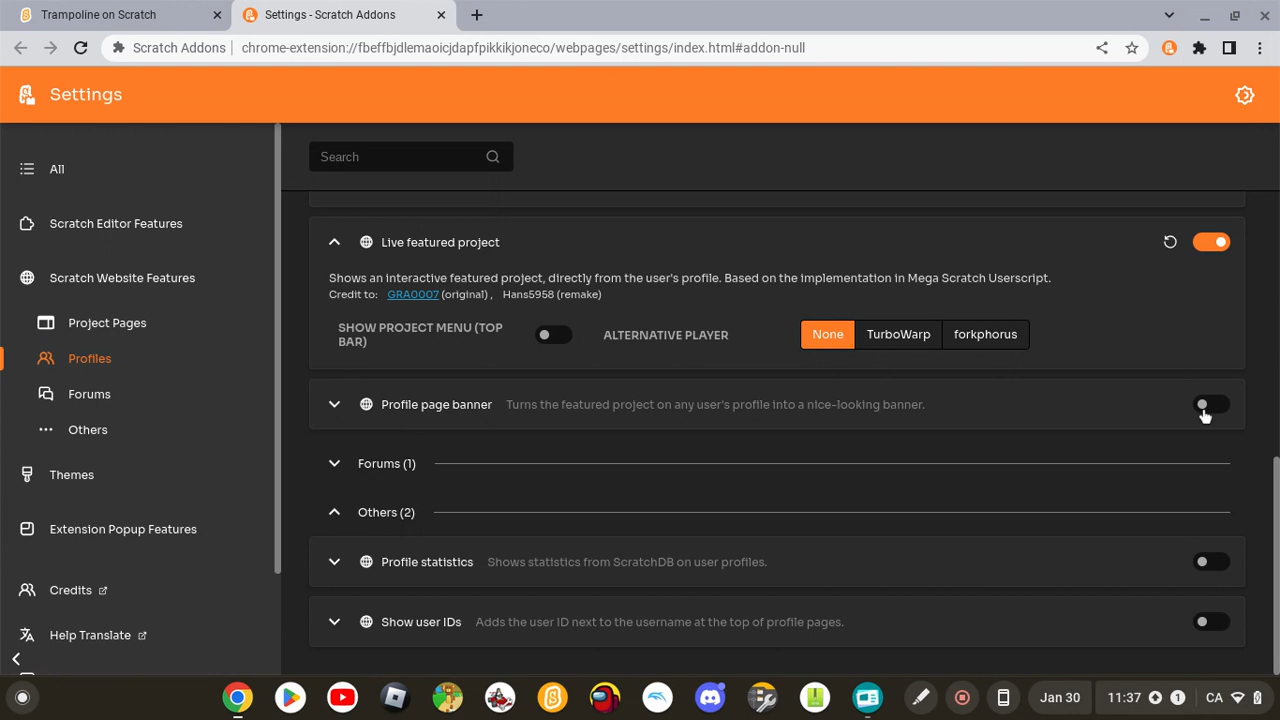 Trampoline on Scratch
Settings - Scratch Addons
Scratch Addons
chrome-extension://fbeffbjdlemaoicjdapfpikkikjoneco/webpages/settings/index.html#addon-null
Settings
All
Scratch Editor Features
Scratch Website Features
Project Pages
Profiles
Forums
Others
Themes
Extension Popup Features
Credits
Help Translate
Search
Live featured project
Shows an interactive featured project, directly from the user's profile. Based on the implementation in Mega Scratch Userscript.
Credit to: GRA0007 (original), Hans5958 (remake)
SHOW PROJECT MENU (TOP
BAR)
ALTERNATIVE PLAYER
None TurboWarp forkphorus
Profile page banner Turns the featured project on any user's profile into a nice-looking banner.
Forums (1)
Others (2)
Profile statistics Shows statistics from ScratchDB on user profiles.
Show user IDs Adds the user ID next to the username at the top of profile pages.
Jan 30 11:37 1 CA